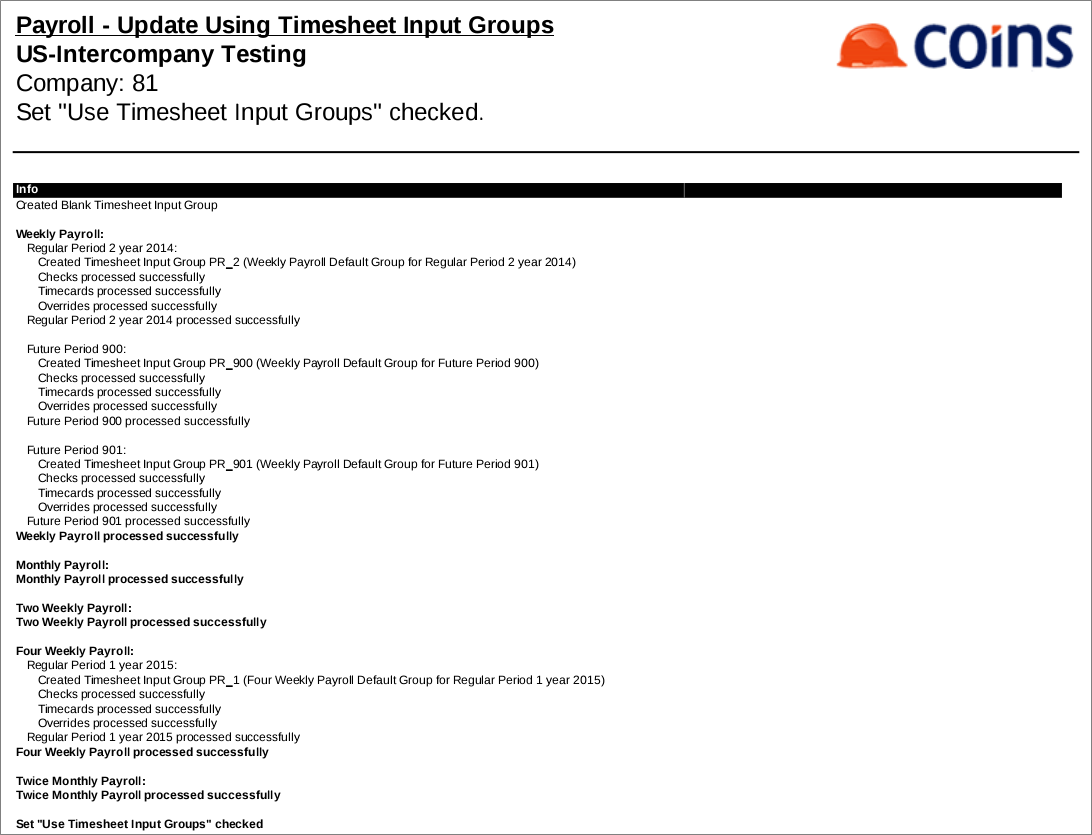 Payroll - Update Using Timesheet Input Groups
coins
US-Intercompany Testing
Company: 81
Set "Use Timesheet Input Groups" checked.
Info
Created Blank Timesheet Input Group
Weekly Payroll:
Regular Period 2 year 2014:
Created Timesheet Input Group PR_2 (Weekly Payroll Default Group for Regular Period 2 year 2014)
Checks processed successfully
Timecards processed successfully
Overrides processed successfully
Regular Period 2 year 2014 processed successfully
Future Period 900:
Created Timesheet Input Group PR_900 (Weekly Payroll Default Group for Future Period 900)
Checks processed successfully
Timecards processed successfully
Overrides processed successfully
Future Period 900 processed successfully
Future Period 901:
Created Timesheet Input Group PR_901 (Weekly Payroll Default Group for Future Period 901)
Checks processed successfully
Timecards processed successfully
Overrides processed successfully
Future Period 901 processed successfully
Weekly Payroll processed successfully
Monthly Payroll:
Monthly Payroll processed successfully
Two Weekly Payroll:
Two Weekly Payroll processed successfully
Four Weekly Payroll:
Regular Period 1 year 2015:
Created Timesheet Input Group PR_1 (Four Weekly Payroll Default Group for Regular Period 1 year 2015)
Checks processed successfully
Timecards processed successfully
Overrides processed successfully
Regular Period 1 year 2015 processed successfully
Four Weekly Payroll processed successfully
Twice Monthly Payroll:
Twice Monthly Payroll processed successfully
Set "Use Timesheet Input Groups" checked